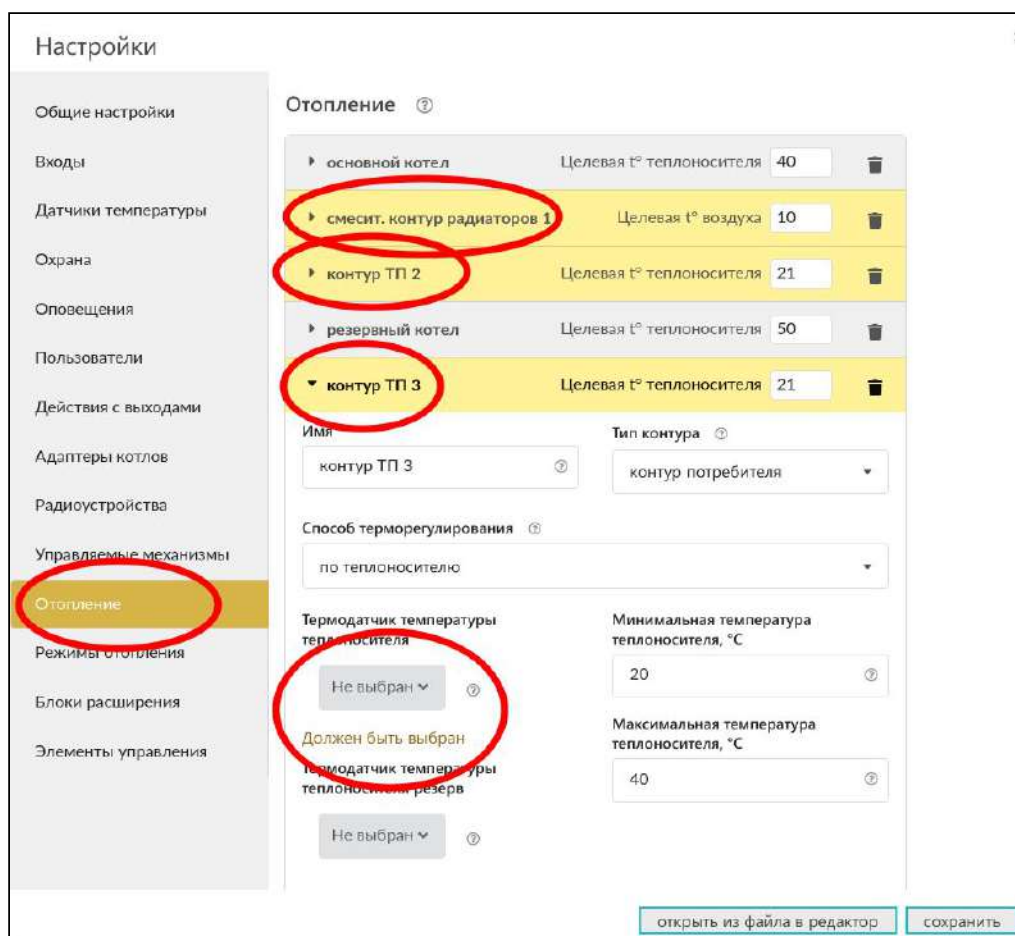 Настройки
Общие настройки
Входы
Датчики температуры
Охрана
Оповещения
Пользователи
Действия с выходами
Адаптеры котлов
Радиоустройства
Управляемые механизмы
Отопление
Режимы отопления
Блоки расширения
Элементы управления
Отопление ?
основной котел Целевая t° теплоносителя 40
смесит. контур радиаторов 1 Целевая t° воздуха 10
контур ТП 2 Целевая t° теплоносителя 21
резервный котел Целевая t° теплоносителя 50
контур ТП 3 Целевая t° теплоносителя 21
Имя
контур ТП 3 ?
Тип контура ?
контур потребителя
Способ терморегулирования ?
по теплоносителю
Термодатчик температуры
теплоносителя
Не выбран ?
Должен быть выбран
Минимальная температура
теплоносителя, °C
20 ?
Термодатчик температуры
теплоносителя резерв
Не выбран ?
Максимальная температура
теплоносителя, °C
40 ?
открыть из файла в редактор сохранить